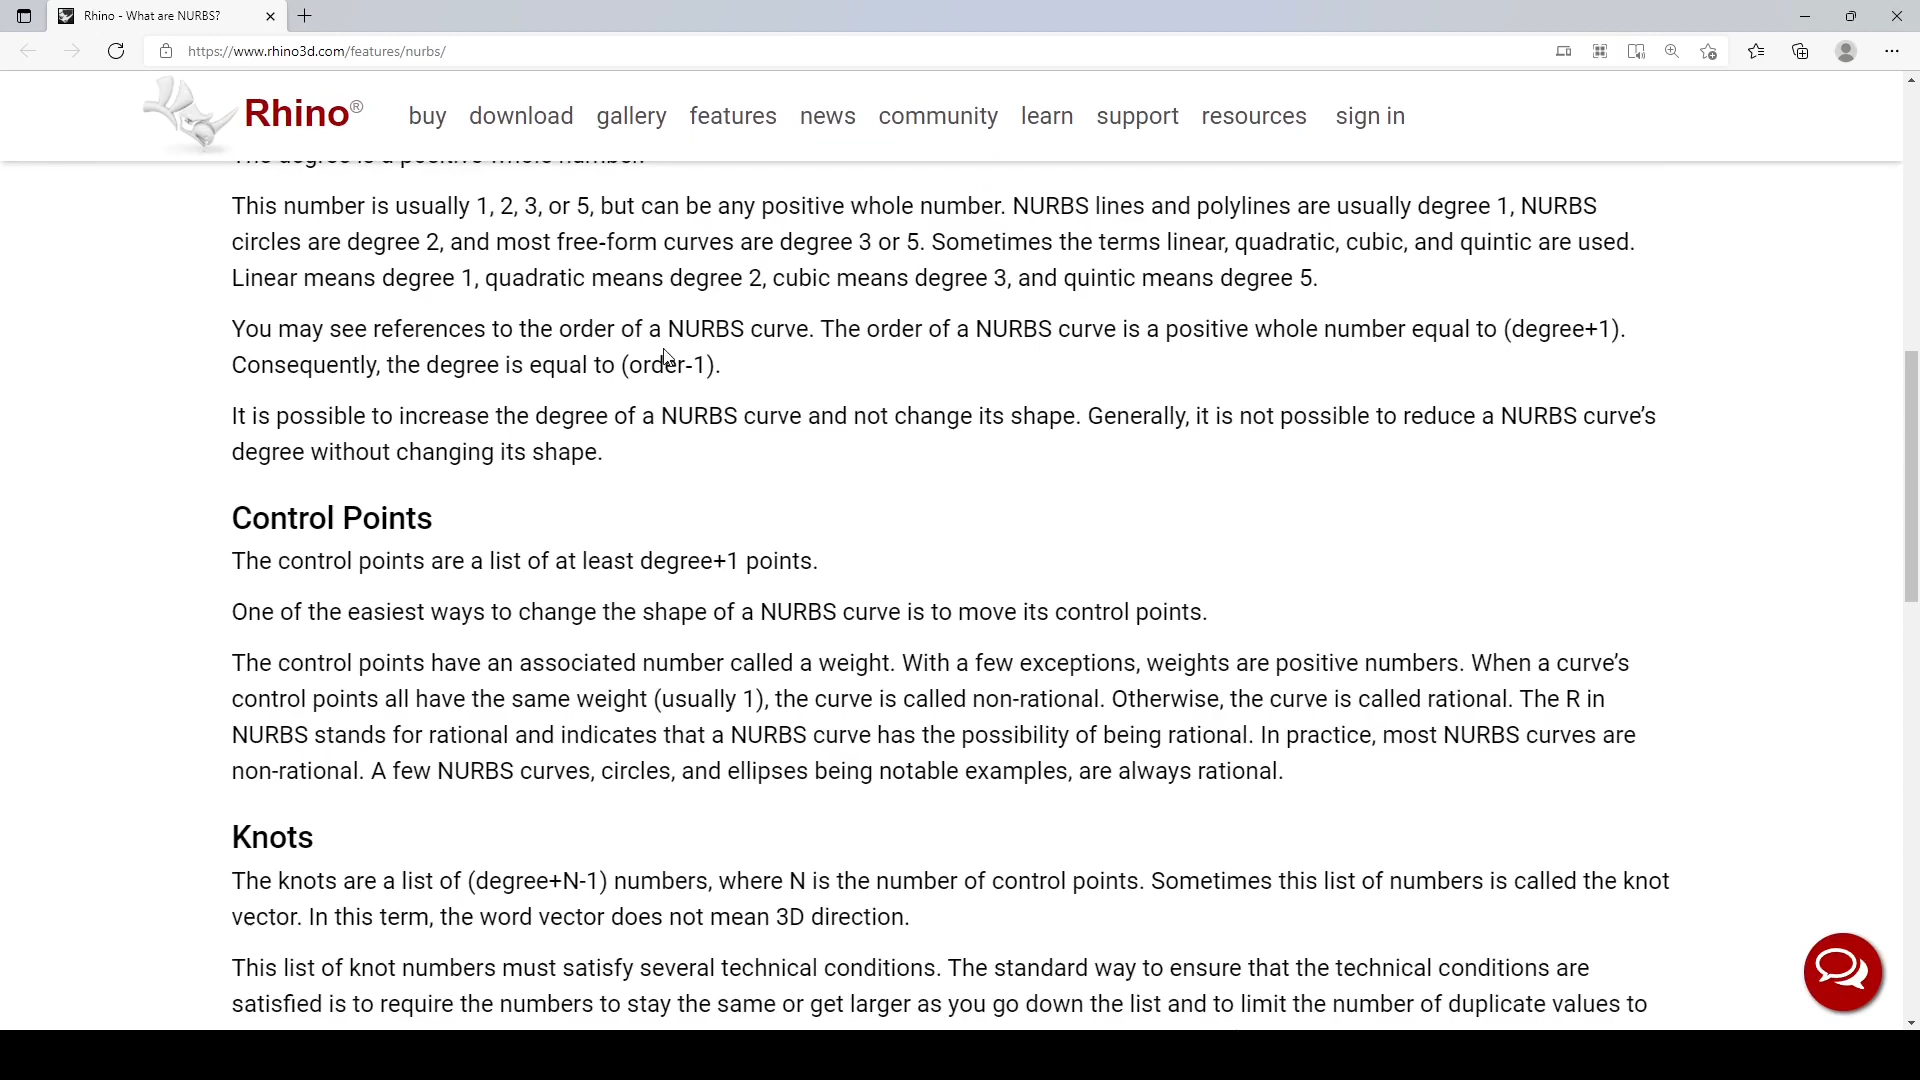 Rhino - What are NURBS?
https://www.rhino3d.com/features/nurbs/
Rhino®
buy download gallery features news community learn support resources sign in
The degree is a positive whole number.
This number is usually 1, 2, 3, or 5, but can be any positive whole number. NURBS lines and polylines are usually degree 1, NURBS
circles are degree 2, and most free-form curves are degree 3 or 5. Sometimes the terms linear, quadratic, cubic, and quintic are used.
Linear means degree 1, quadratic means degree 2, cubic means degree 3, and quintic means degree 5.
You may see references to the order of a NURBS curve. The order of a NURBS curve is a positive whole number equal to (degree+1).
Consequently, the degree is equal to (order-1).
It is possible to increase the degree of a NURBS curve and not change its shape. Generally, it is not possible to reduce a NURBS curve’s
degree without changing its shape.
Control Points
The control points are a list of at least degree+1 points.
One of the easiest ways to change the shape of a NURBS curve is to move its control points.
The control points have an associated number called a weight. With a few exceptions, weights are positive numbers. When a curve’s
control points all have the same weight (usually 1), the curve is called non-rational. Otherwise, the curve is called rational. The R in
NURBS stands for rational and indicates that a NURBS curve has the possibility of being rational. In practice, most NURBS curves are
non-rational. A few NURBS curves, circles, and ellipses being notable examples, are always rational.
Knots
The knots are a list of (degree+N-1) numbers, where N is the number of control points. Sometimes this list of numbers is called the knot
vector. In this term, the word vector does not mean 3D direction.
This list of knot numbers must satisfy several technical conditions. The standard way to ensure that the technical conditions are
satisfied is to require the numbers to stay the same or get larger as you go down the list and to limit the number of duplicate values to